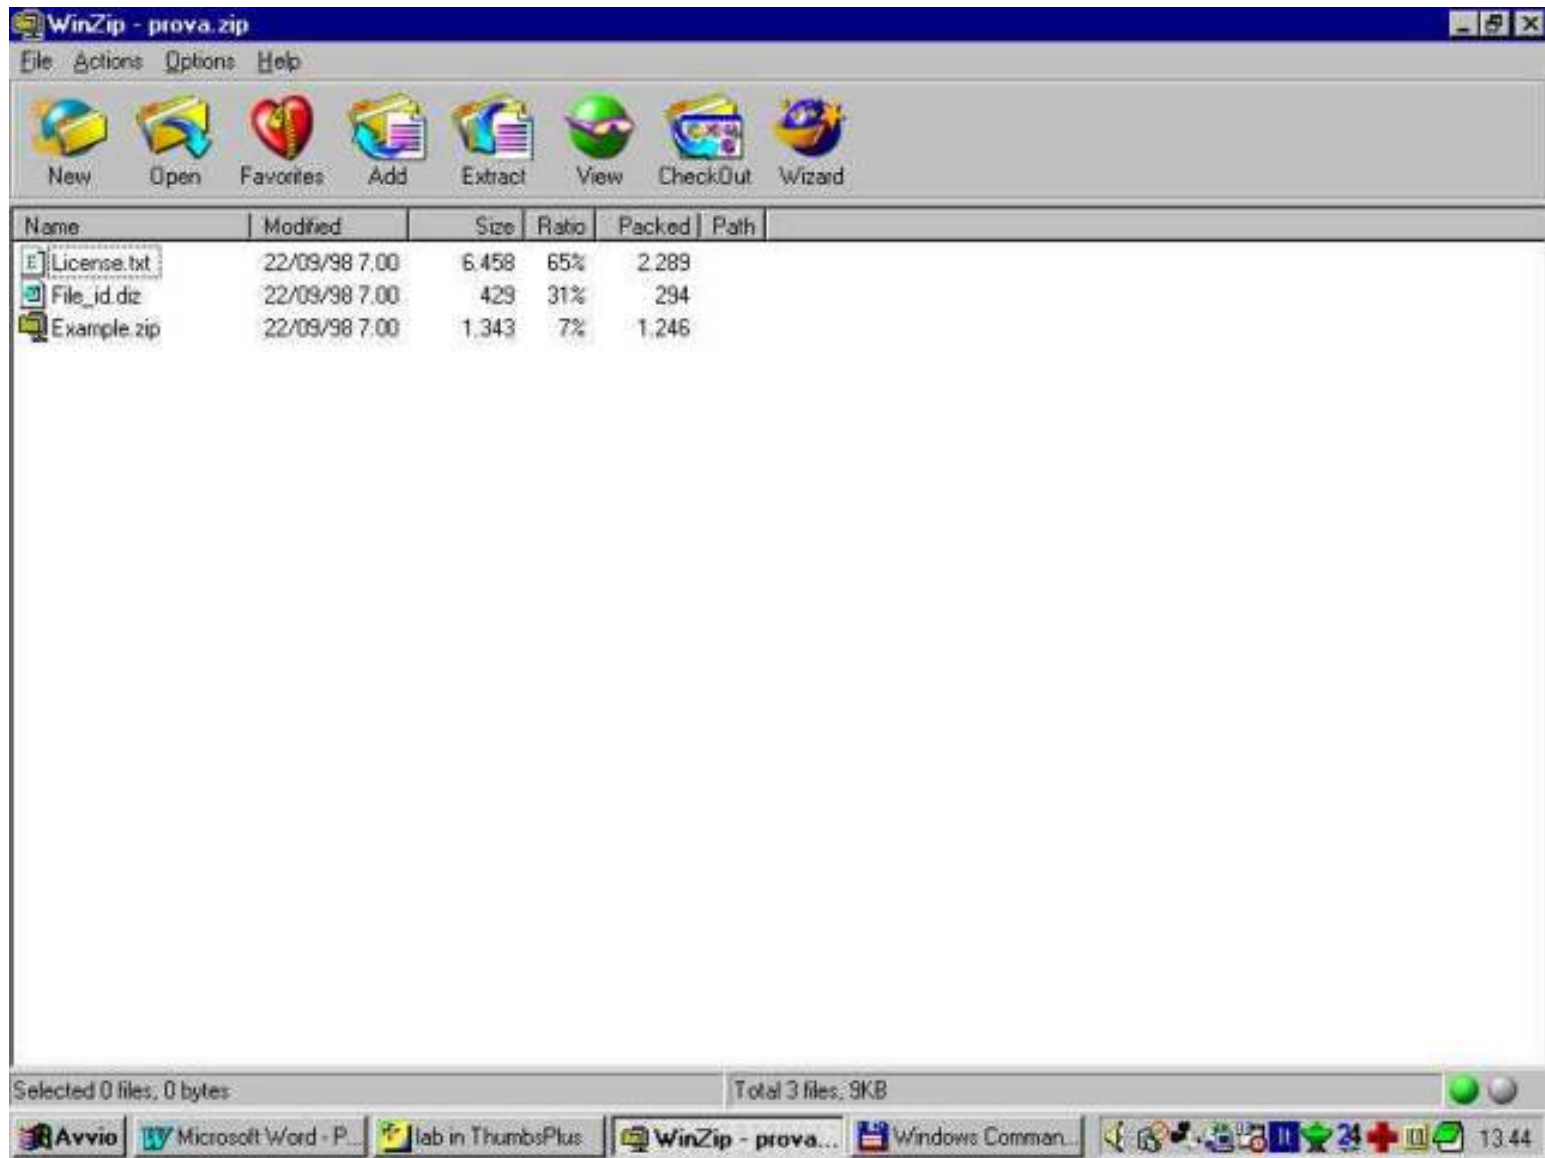 WinZip - prova.zip
File Actions Options Help
New Open Favorites Add Extract View CheckOut Wizard
Name Modified Size Ratio Packed Path
License.txt 22/09/98 7.00 6.458 65% 2.289
File_id.diz 22/09/98 7.00 429 31% 294
Example.zip 22/09/98 7.00 1.343 7% 1.246
Selected 0 files, 0 bytes Total 3 files, 9KB
Avvio Microsoft Word - P... lab in ThumbsPlus WinZip - prova... Windows Comman... 24 13.44